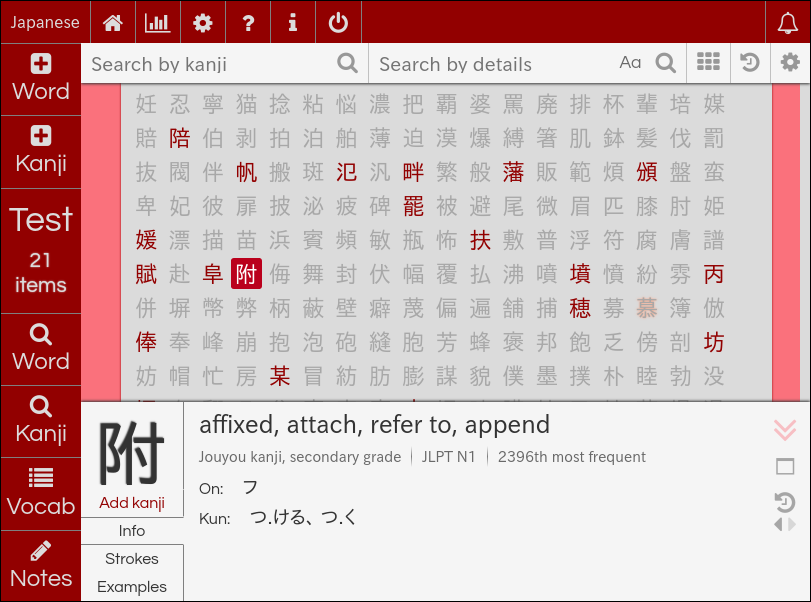 Japanese
Word
Kanji
Test
21
items
Word
Kanji
Vocab
Notes
Search by kanji
Search by details
Aa
妊 忍 寧 猫 捻 粘 悩 濃 把 覇 婆 罵 廃 排 杯 輩 培 媒
賠 陪 伯 剥 拍 泊 舶 薄 迫 漠 爆 縛 箸 肌 鉢 髪 伐 罰
抜 閥 伴 帆 搬 斑 氾 汎 畔 繁 般 藩 販 範 煩 頒 盤 蛮
卑 妃 彼 扉 披 泌 疲 碑 罷 被 避 尾 微 眉 匹 膝 肘 姫
媛 漂 描 苗 浜 賓 頻 敏 瓶 怖 扶 敷 普 浮 符 腐 膚 譜
賦 赴 阜 附 侮 舞 封 伏 幅 覆 払 沸 噴 墳 憤 紛 雰 丙
併 塀 幣 弊 柄 蔽 壁 癖 蔑 偏 遍 舗 捕 穂 募 慕 簿 倣
俸 奉 峰 崩 抱 泡 砲 縫 胞 芳 蜂 褒 邦 飽 乏 傍 剖 坊
妨 帽 忙 房 某 冒 紡 肪 膨 謀 貌 僕 墨 撲 朴 睦 勃 没
附
Add kanji
Info
Strokes
Examples
affixed, attach, refer to, append
Jouyou kanji, secondary grade
JLPT N1
2396th most frequent
On: フ
Kun: つ.ける、つ.く